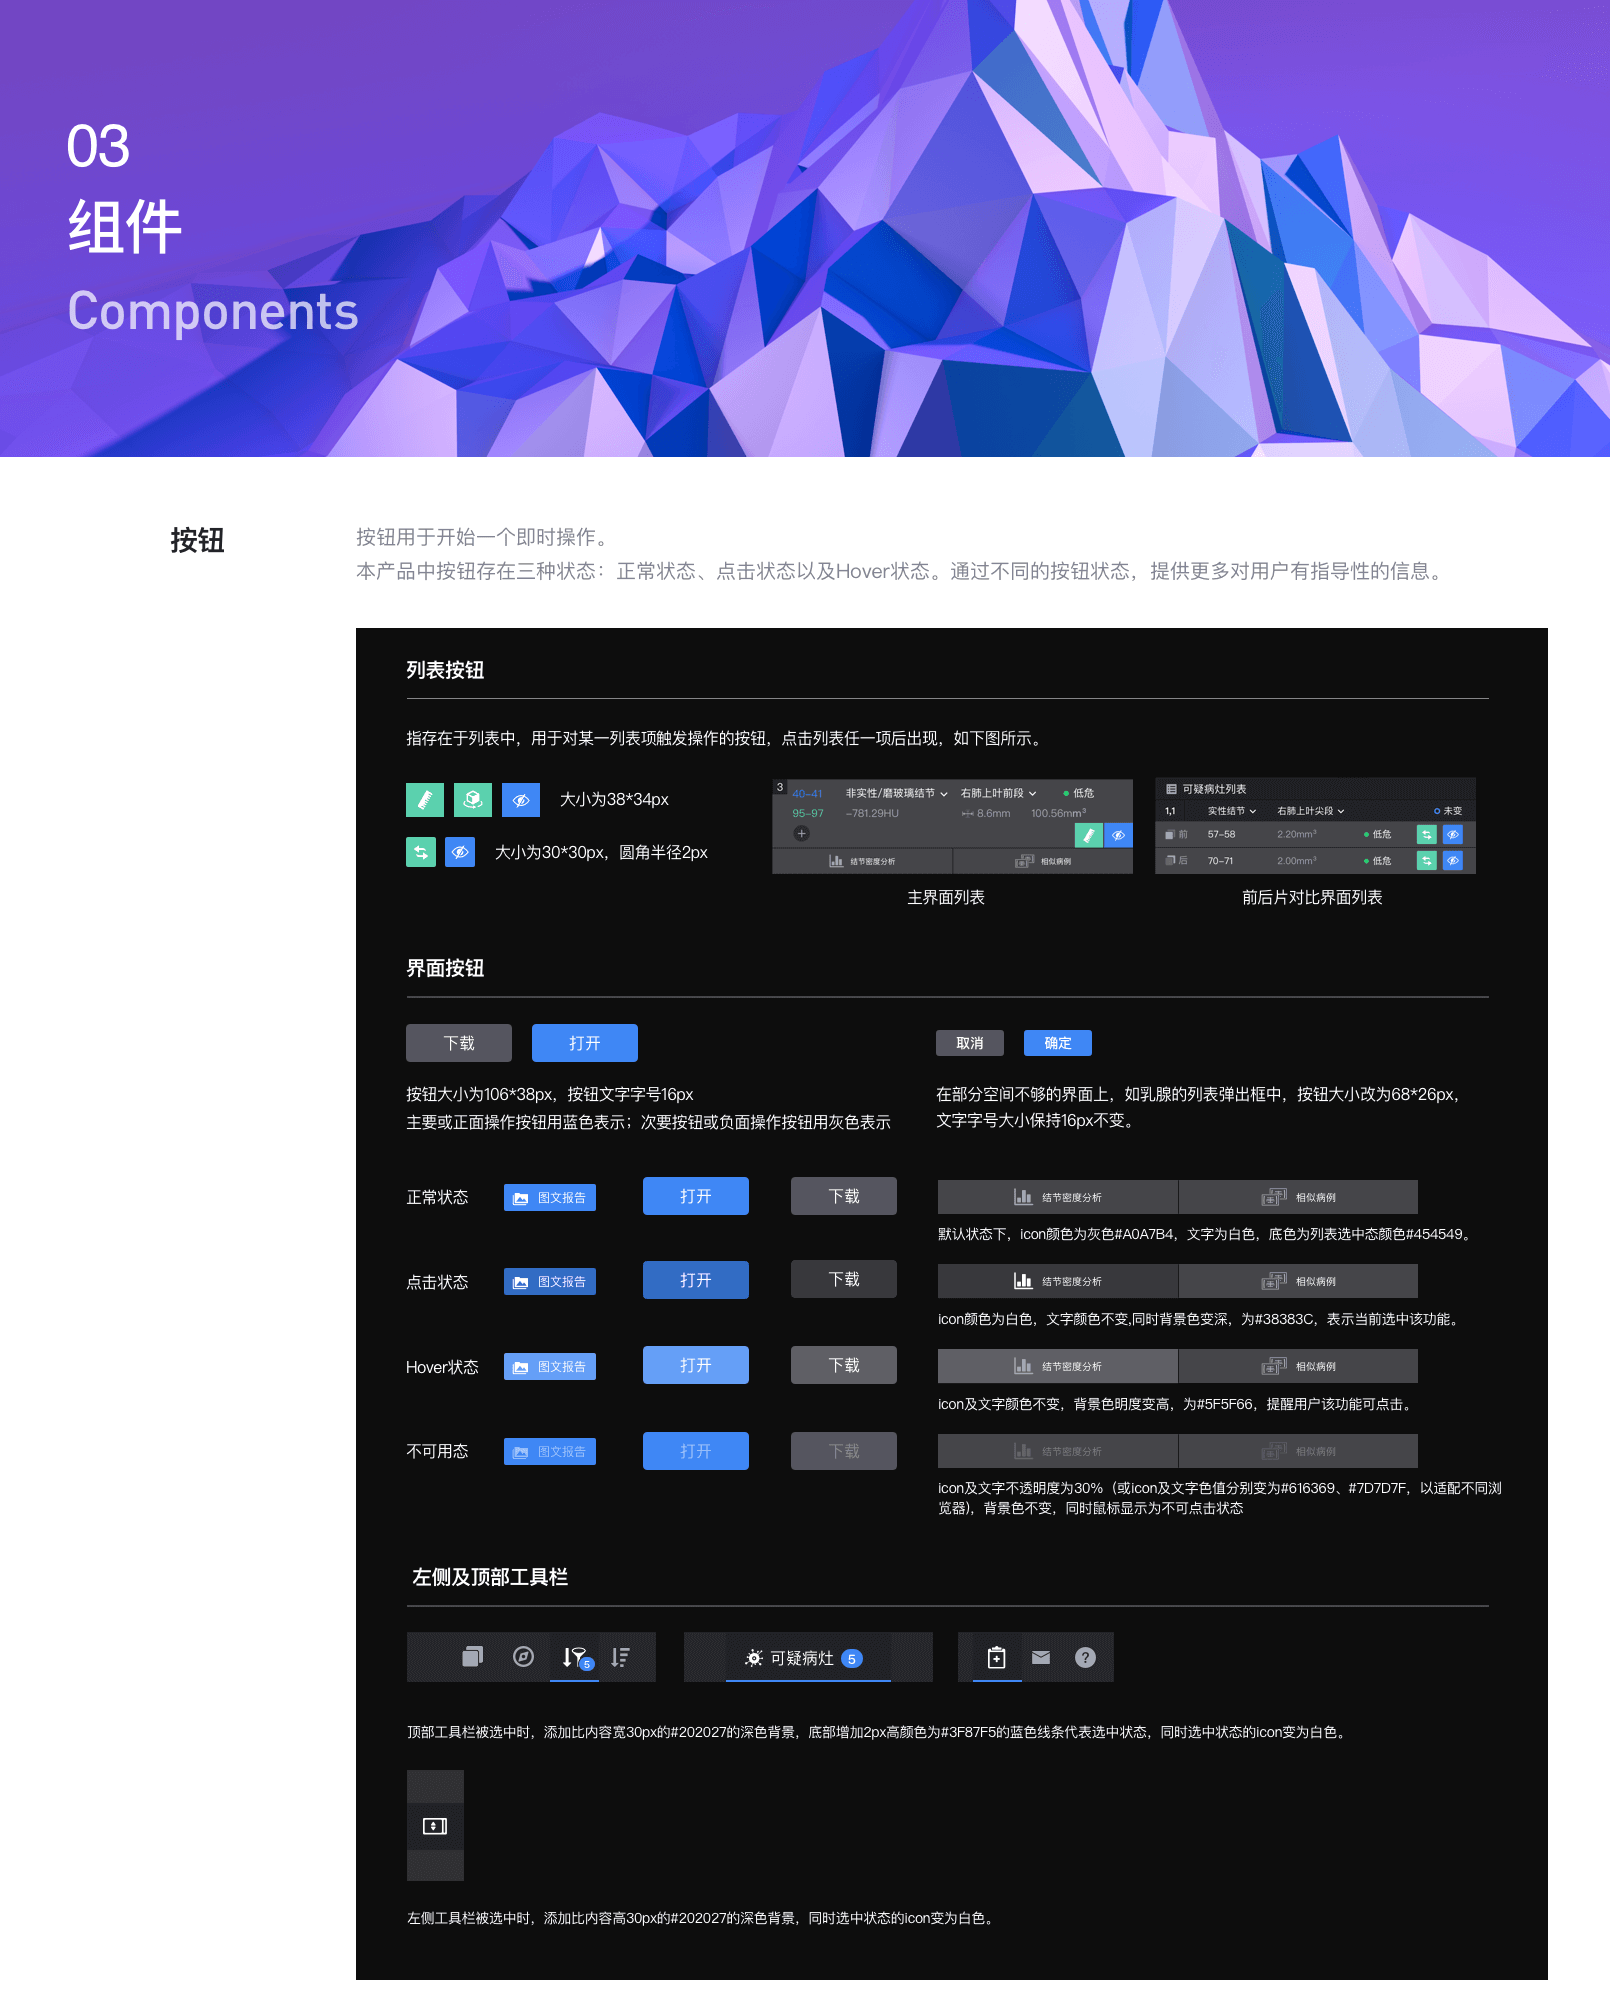 03
组件
Components
按钮
按钮用于开始一个即时操作。
本产品中按钮存在三种状态：正常状态、点击状态以及Hover状态。通过不同的按钮状态，提供更多对用户有指导性的信息。
列表按钮
指存在于列表中，用于对某一列表项触发操作的按钮，点击列表任一项后出现，如下图所示。
大小为38*34px
大小为30*30px，圆角半径2px
3
40-41 非实性/磨玻璃结节 右肺上叶前段 低危
95-97 -781.29HU 8.6mm 100.56mm³
结节密度分析 相似病例
主界面列表
可疑病灶列表
1,1 实性结节 右肺上叶尖段 未变
前 57-58 2.20mm³ 低危
后 70-71 2.00mm³ 低危
前后片对比界面列表
界面按钮
下载 打开
取消 确定
按钮大小为106*38px，按钮文字字号16px
主要或正面操作按钮用蓝色表示；次要按钮或负面操作按钮用灰色表示
在部分空间不够的界面上，如乳腺的列表弹出框中，按钮大小改为68*26px，
文字字号大小保持16px不变。
正常状态 图文报告 打开 下载 结节密度分析 相似病例
默认状态下，icon颜色为灰色#A0A7B4，文字为白色，底色为列表选中态颜色#454549。
点击状态 图文报告 打开 下载 结节密度分析 相似病例
icon颜色为白色，文字颜色不变,同时背景色变深，为#38383C，表示当前选中该功能。
Hover状态 图文报告 打开 下载 结节密度分析 相似病例
icon及文字颜色不变，背景色明度变高，为#5F5F66，提醒用户该功能可点击。
不可用态 图文报告 打开 下载 结节密度分析 相似病例
icon及文字不透明度为30%（或icon及文字色值分别变为#616369、#7D7D7F，以适配不同浏
览器），背景色不变，同时鼠标显示为不可点击状态
左侧及顶部工具栏
5
可疑病灶 5
?
顶部工具栏被选中时，添加比内容宽30px的#202027的深色背景，底部增加2px高颜色为#3F87F5的蓝色线条代表选中状态，同时选中状态的icon变为白色。
左侧工具栏被选中时，添加比内容高30px的#202027的深色背景，同时选中状态的icon变为白色。